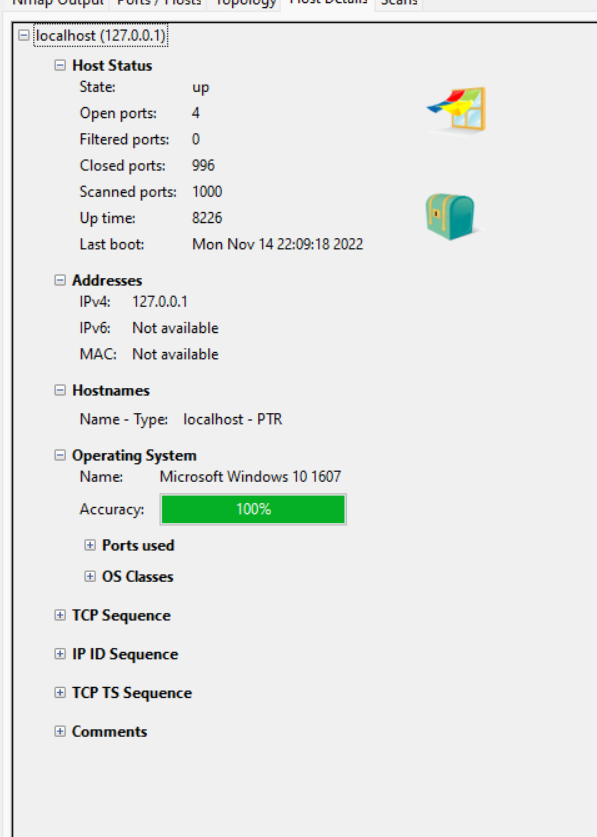 Nmap Output Ports / Hosts Topology Host Details Scans
localhost (127.0.0.1)
Host Status
State: up
Open ports: 4
Filtered ports: 0
Closed ports: 996
Scanned ports: 1000
Up time: 8226
Last boot: Mon Nov 14 22:09:18 2022
Addresses
IPv4: 127.0.0.1
IPv6: Not available
MAC: Not available
Hostnames
Name - Type: localhost - PTR
Operating System
Name: Microsoft Windows 10 1607
Accuracy: 100%
Ports used
OS Classes
TCP Sequence
IP ID Sequence
TCP TS Sequence
Comments